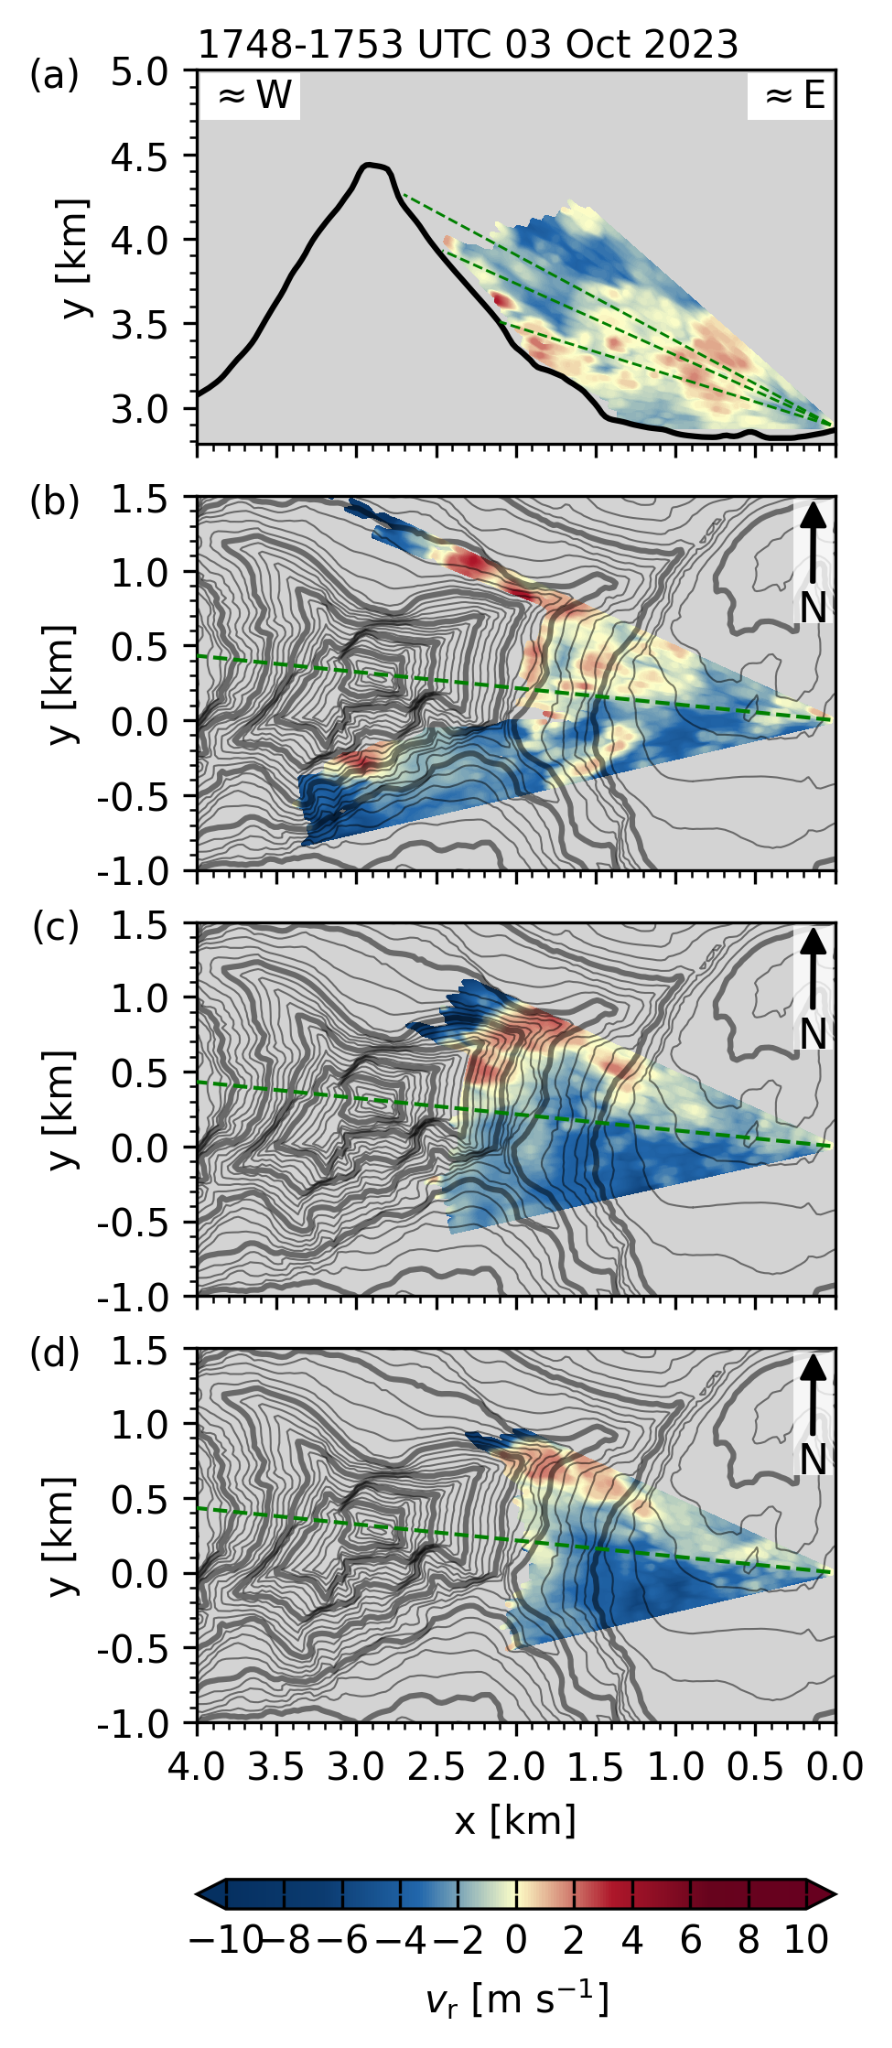 1748-1753 UTC 03 Oct 2023
(a)
≈W
≈E
5.0
4.5
4.0
3.5
3.0
y [km]
(b)
N
1.5
1.0
0.5
0.0
-0.5
-1.0
y [km]
(c)
N
1.5
1.0
0.5
0.0
-0.5
-1.0
y [km]
(d)
N
1.5
1.0
0.5
0.0
-0.5
-1.0
y [km]
4.0 3.5 3.0 2.5 2.0 1.5 1.0 0.5 0.0
x [km]
−10 −8 −6 −4 −2 0 2 4 6 8 10
vr [m s−1]